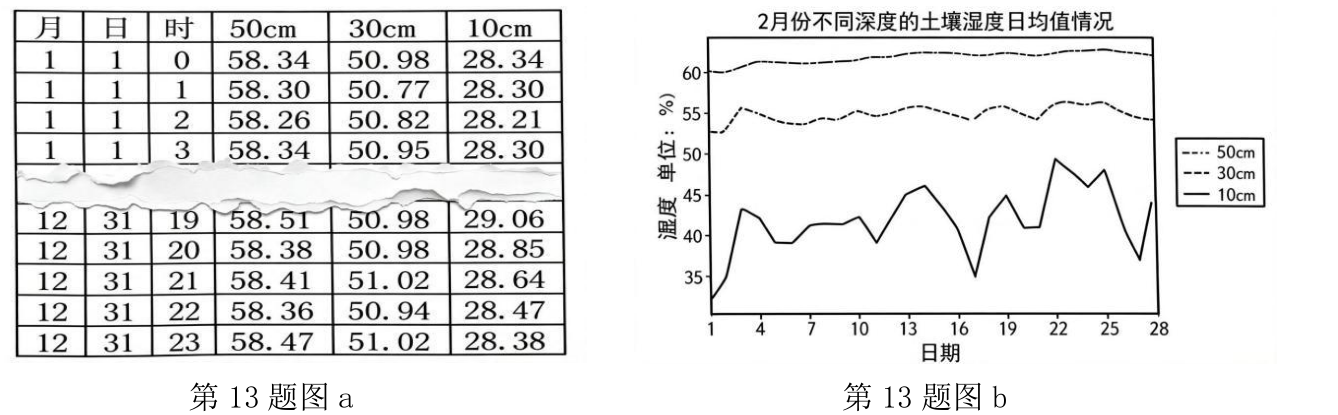 月 日 时 50cm 30cm 10cm
1 1 0 58.34 50.98 28.34
1 1 1 58.30 50.77 28.30
1 1 2 58.26 50.82 28.21
1 1 3 58.34 50.95 28.30
12 31 19 58.51 50.98 29.06
12 31 20 58.38 50.98 28.85
12 31 21 58.41 51.02 28.64
12 31 22 58.36 50.94 28.47
12 31 23 58.47 51.02 28.38
第13题图a
2月份不同深度的土壤湿度日均值情况
湿度 单位：%)
60
55
50
45
40
35
1 4 7 10 13 16 19 22 25 28
日期
50cm
30cm
10cm
第13题图b